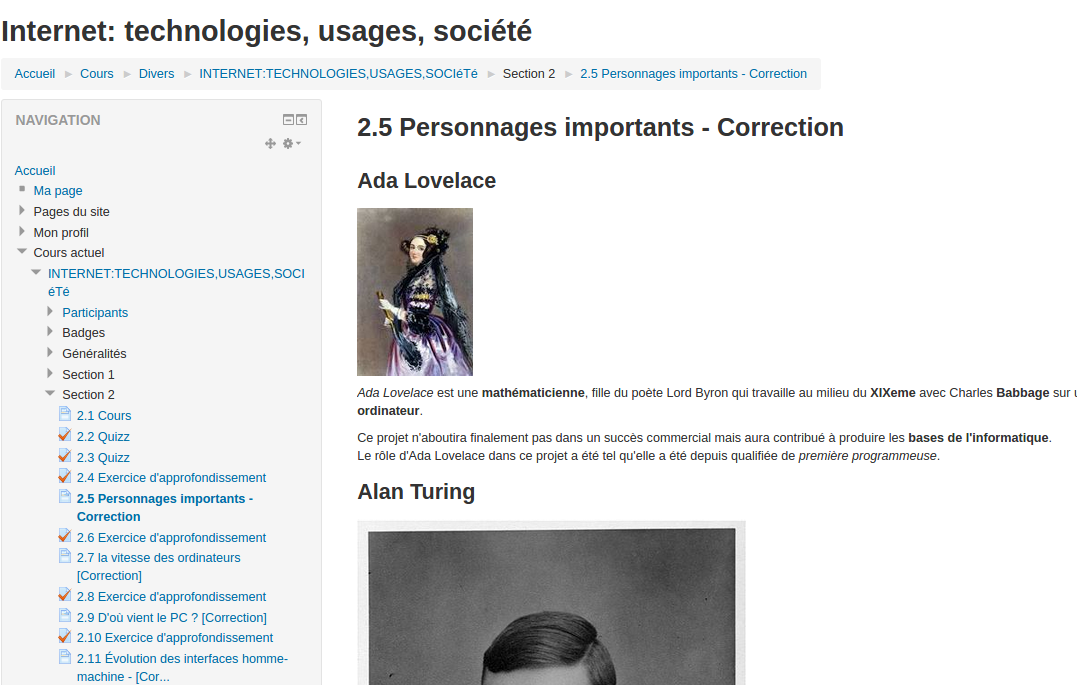 Internet: technologies, usages, société
Accueil ► Cours ► Divers ► INTERNET:TECHNOLOGIES,USAGES,SOCIéTé ► Section 2 ► 2.5 Personnages importants - Correction
NAVIGATION
Accueil
Ma page
Pages du site
Mon profil
Cours actuel
INTERNET:TECHNOLOGIES,USAGES,SOCI
éTé
Participants
Badges
Généralités
Section 1
Section 2
2.1 Cours
2.2 Quizz
2.3 Quizz
2.4 Exercice d'approfondissement
2.5 Personnages importants -
Correction
2.6 Exercice d'approfondissement
2.7 la vitesse des ordinateurs
[Correction]
2.8 Exercice d'approfondissement
2.9 D'où vient le PC ? [Correction]
2.10 Exercice d'approfondissement
2.11 Évolution des interfaces homme-
machine - [Cor...
2.5 Personnages importants - Correction
Ada Lovelace
Ada Lovelace est une mathématicienne, fille du poète Lord Byron qui travaille au milieu du XIXeme avec Charles Babbage sur
ordinateur.
Ce projet n'aboutira finalement pas dans un succès commercial mais aura contribué à produire les bases de l'informatique.
Le rôle d'Ada Lovelace dans ce projet a été tel qu'elle a été depuis qualifiée de première programmeuse.
Alan Turing